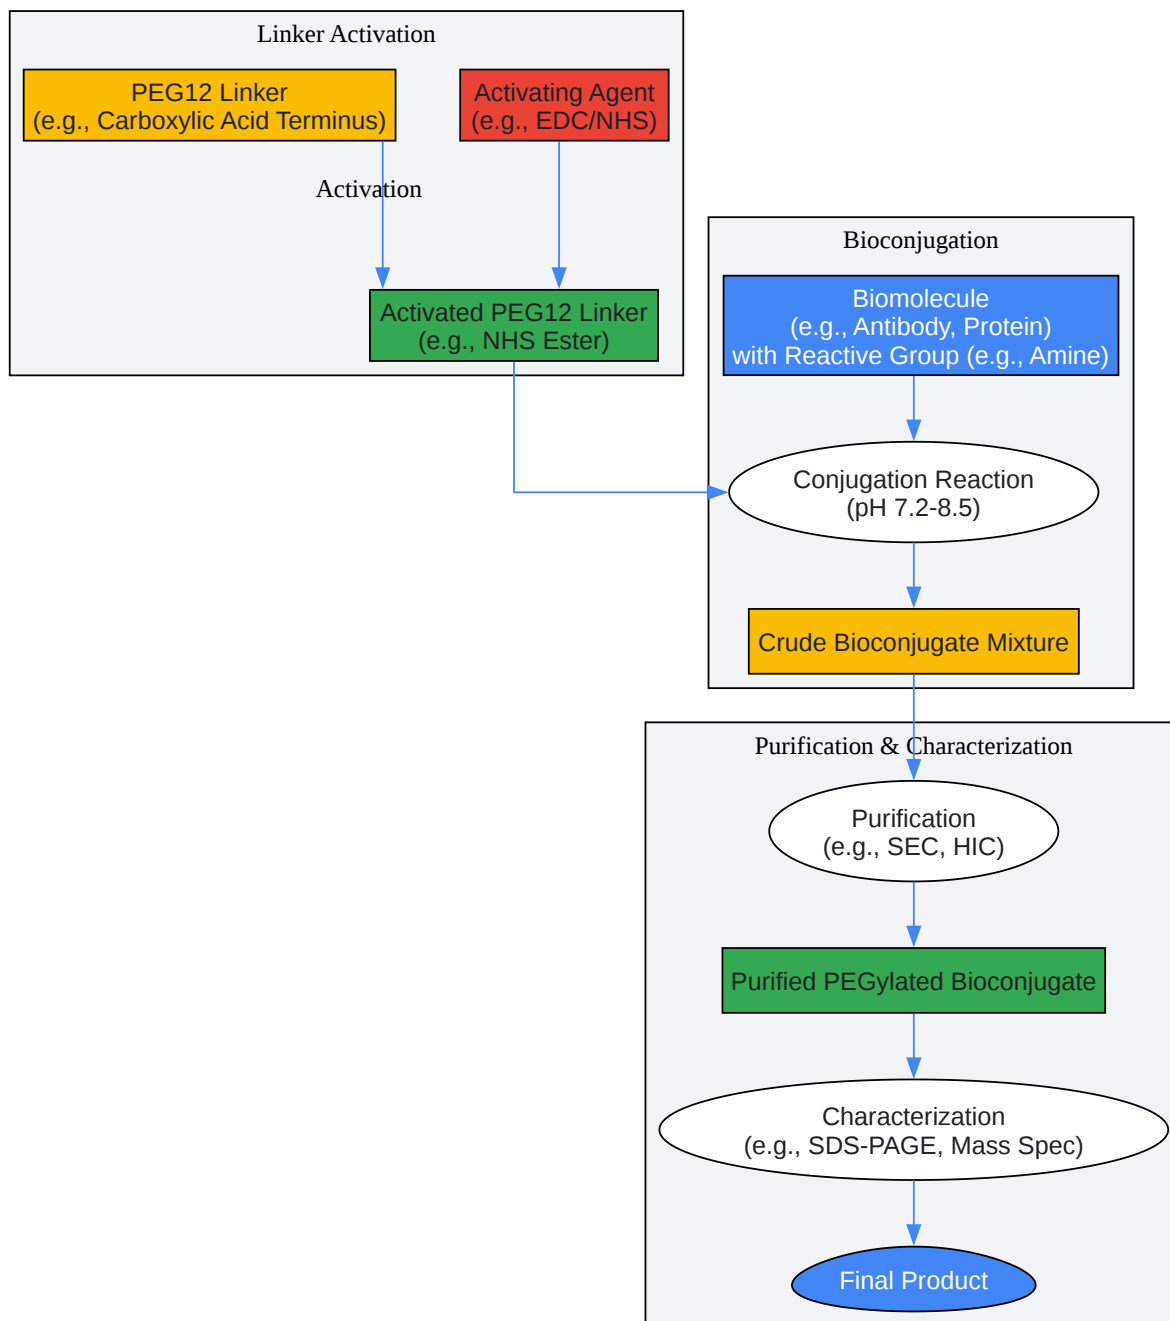 Linker Activation
PEG12 Linker
(e.g., Carboxylic Acid Terminus)
Activating Agent
(e.g., EDC/NHS)
Activation
Activated PEG12 Linker
(e.g., NHS Ester)
Bioconjugation
Biomolecule
(e.g., Antibody, Protein)
with Reactive Group (e.g., Amine)
Conjugation Reaction
(pH 7.2-8.5)
Crude Bioconjugate Mixture
Purification & Characterization
Purification
(e.g., SEC, HIC)
Purified PEGylated Bioconjugate
Characterization
(e.g., SDS-PAGE, Mass Spec)
Final Product